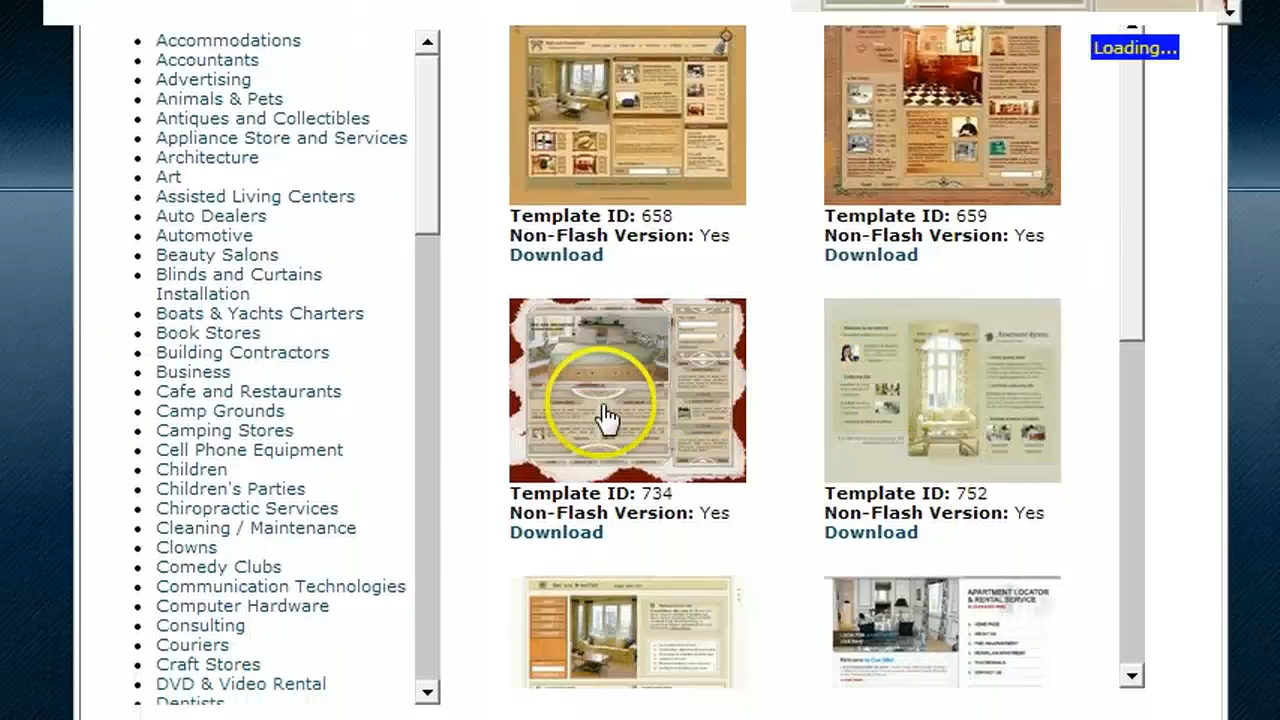 Loading...
Accommodations
Accountants
Advertising
Animals & Pets
Antiques and Collectibles
Appliance Store and Services
Architecture
Art
Assisted Living Centers
Auto Dealers
Automotive
Beauty Salons
Blinds and Curtains
Installation
Boats & Yachts Charters
Book Stores
Building Contractors
Business
Cafe and Restaurants
Camp Grounds
Camping Stores
Cell Phone Equipment
Children
Children's Parties
Chiropractic Services
Cleaning / Maintenance
Clowns
Comedy Clubs
Communication Technologies
Computer Hardware
Consulting
Couriers
Craft Stores
DVD & Video Rental
Dentists
Template ID: 658
Non-Flash Version: Yes
Download
Template ID: 659
Non-Flash Version: Yes
Download
Template ID: 734
Non-Flash Version: Yes
Download
Template ID: 752
Non-Flash Version: Yes
Download
APARTMENT LOCATOR
& RENTAL SERVICE